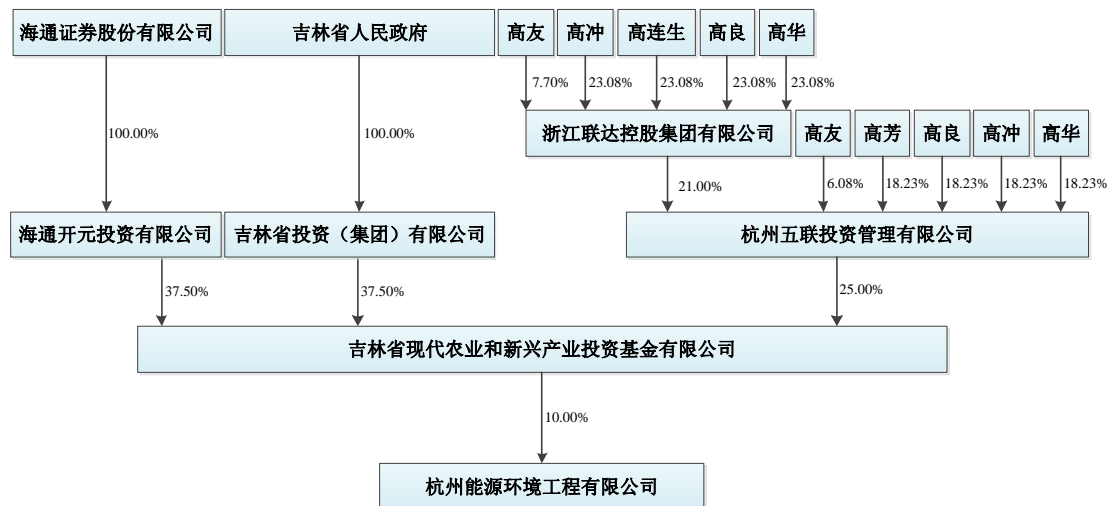 海通证券股份有限公司
吉林省人民政府
高友
高冲
高连生
高良
高华
7.70%
23.08%
23.08%
23.08%
23.08%
100.00%
100.00%
浙江联达控股集团有限公司
高友
高芳
高良
高冲
高华
21.00%
6.08%
18.23%
18.23%
18.23%
18.23%
海通开元投资有限公司
吉林省投资（集团）有限公司
杭州五联投资管理有限公司
37.50%
37.50%
25.00%
吉林省现代农业和新兴产业投资基金有限公司
10.00%
杭州能源环境工程有限公司